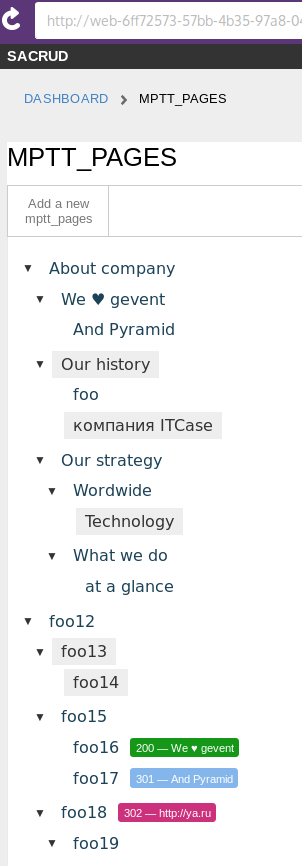 http://web-6ff72573-57bb-4b35-97a8-04
SACRUD
DASHBOARD > MPTT_PAGES
MPTT_PAGES
Add a new
mptt_pages
About company
We ♥ gevent
And Pyramid
Our history
foo
компания ITCase
Our strategy
Wordwide
Technology
What we do
at a glance
foo12
foo13
foo14
foo15
foo16 200 — We ♥ gevent
foo17 301 — And Pyramid
foo18 302 — http://ya.ru
foo19